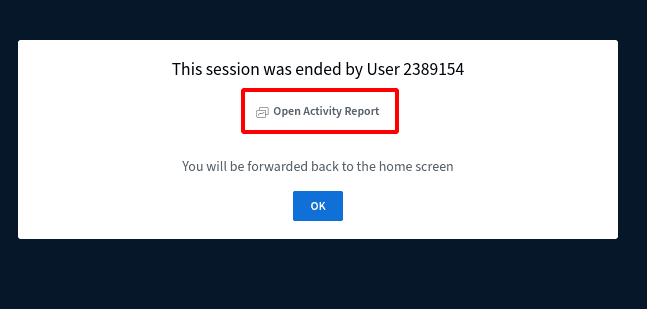 This session was ended by User 2389154
Open Activity Report
You will be forwarded back to the home screen
OK